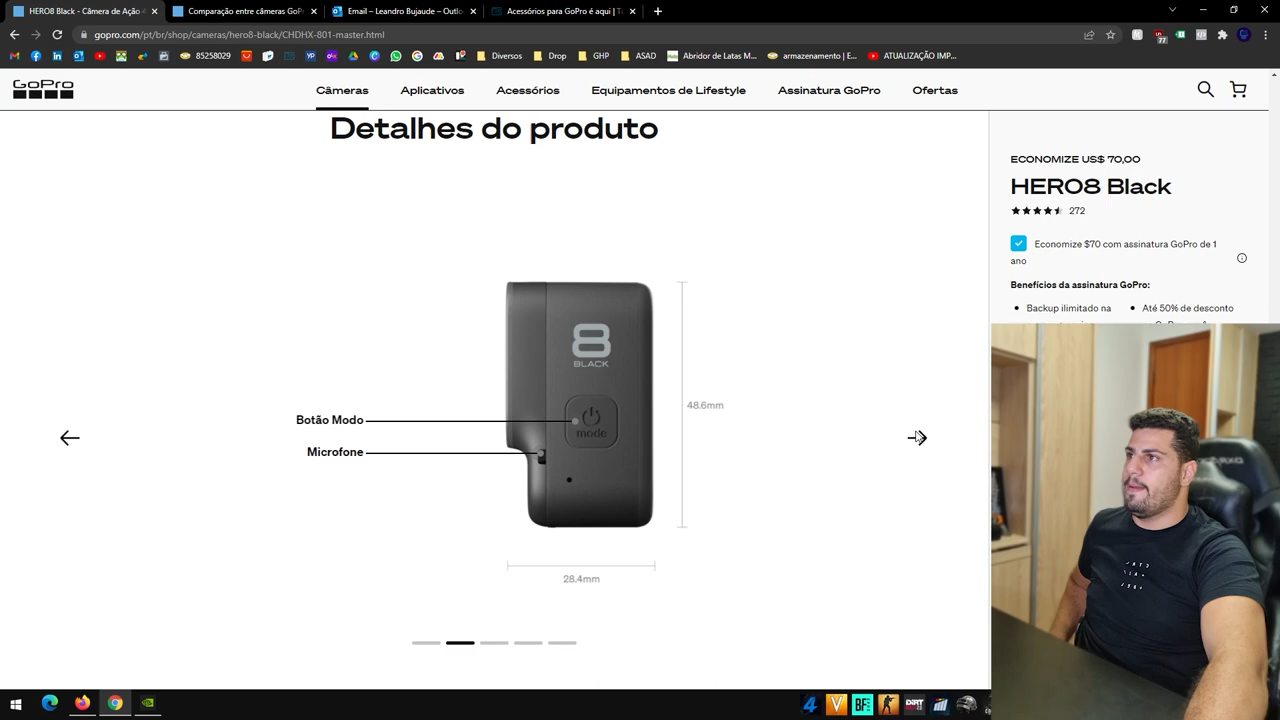 HERO8 Black - Câmera de Ação 4
Comparação entre câmeras GoP
Email – Leandro Bujaude – Outlo
Acessórios para GoPro é aqui | T
gopro.com/pt/br/shop/cameras/hero8-black/CHDHX-801-master.html
85258029
Diversos
Drop
GHP
ASAD
Abridor de Latas M...
armazenamento | E...
ATUALIZAÇÃO IMP...
GoPro
Câmeras
Aplicativos
Acessórios
Equipamentos de Lifestyle
Assinatura GoPro
Ofertas
Detalhes do produto
8
BLACK
mode
Botão Modo
Microfone
48.6mm
28.4mm
ECONOMIZE US$ 70,00
HERO8 Black
272
Economize $70 com assinatura GoPro de 1
ano
Benefícios da assinatura GoPro:
Backup ilimitado na
Até 50% de desconto